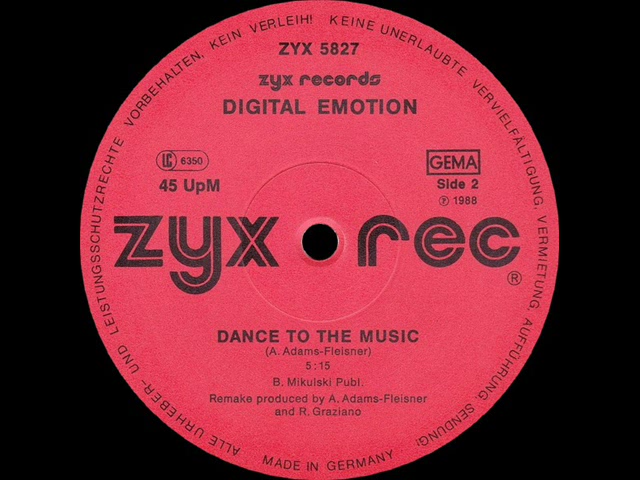 ALLE URHEBER- UND LEISTUNGSSCHUTZRECHTE VORBEHALTEN, KEIN VERLEIH! KEINE UNERLAUBTE VERVIELFÄLTIGUNG, VERMIETUNG, AUFFÜHRUNG, SENDUNG!
ZYX 5827
zyx records
DIGITAL EMOTION
LC 6350
GEMA
45 UpM
Side 2
℗ 1988
zyx rec ®
DANCE TO THE MUSIC
(A. Adams-Fleisner)
5:15
B. Mikulski Publ.
Remake produced by A. Adams-Fleisner
and R. Graziano
MADE IN GERMANY